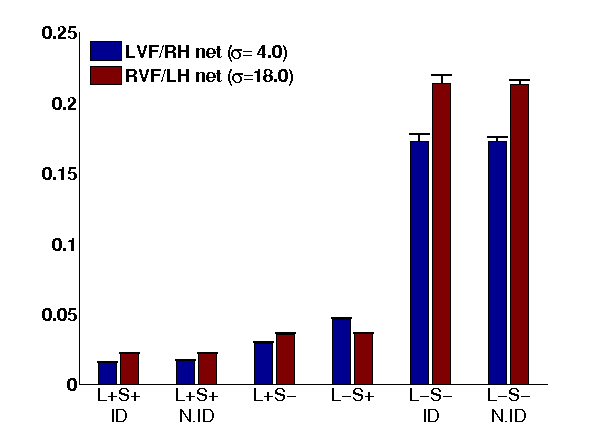 0.25
LVF/RH net (σ= 4.0)
RVF/LH net (σ=18.0)
0.2
0.15
0.1
0.05
0
L+S+ L+S+ L+S− L−S+ L−S− L−S−
ID N.ID ID N.ID